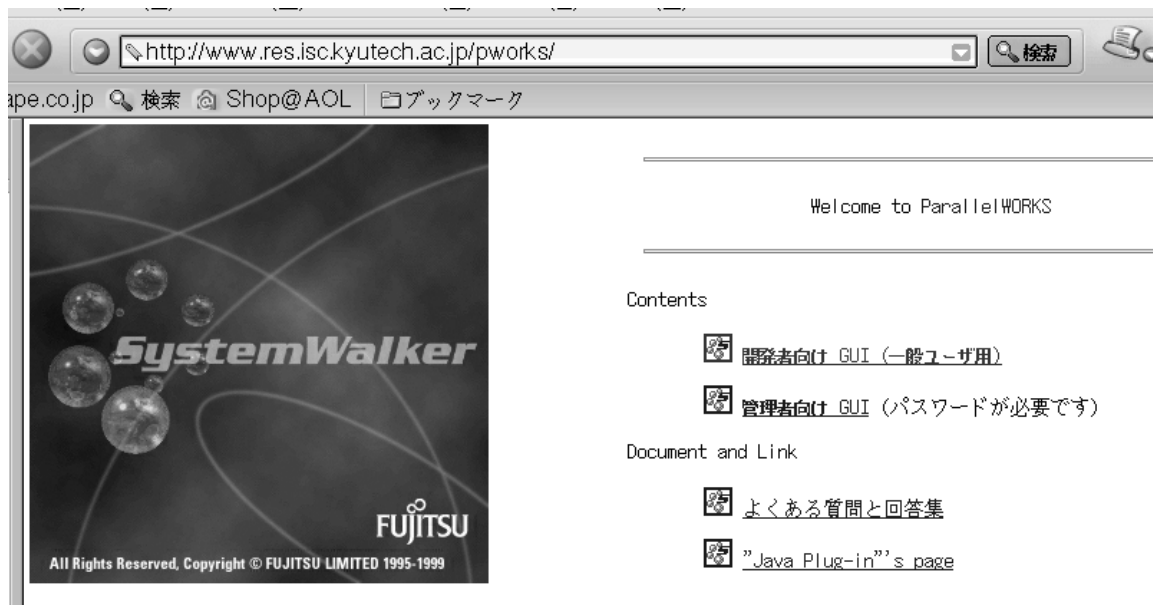 http://www.res.isc.kyutech.ac.jp/pworks/
検索
ape.co.jp 検索 Shop@AOL ブックマーク
Welcome to ParallelWORKS
Contents
開発者向け GUI (一般ユーザ用)
管理者向け GUI (パスワードが必要です)
Document and Link
よくある質問と回答集
"Java Plug-in"'s page
SystemWalker
FUJITSU
All Rights Reserved, Copyright © FUJITSU LIMITED 1995-1999